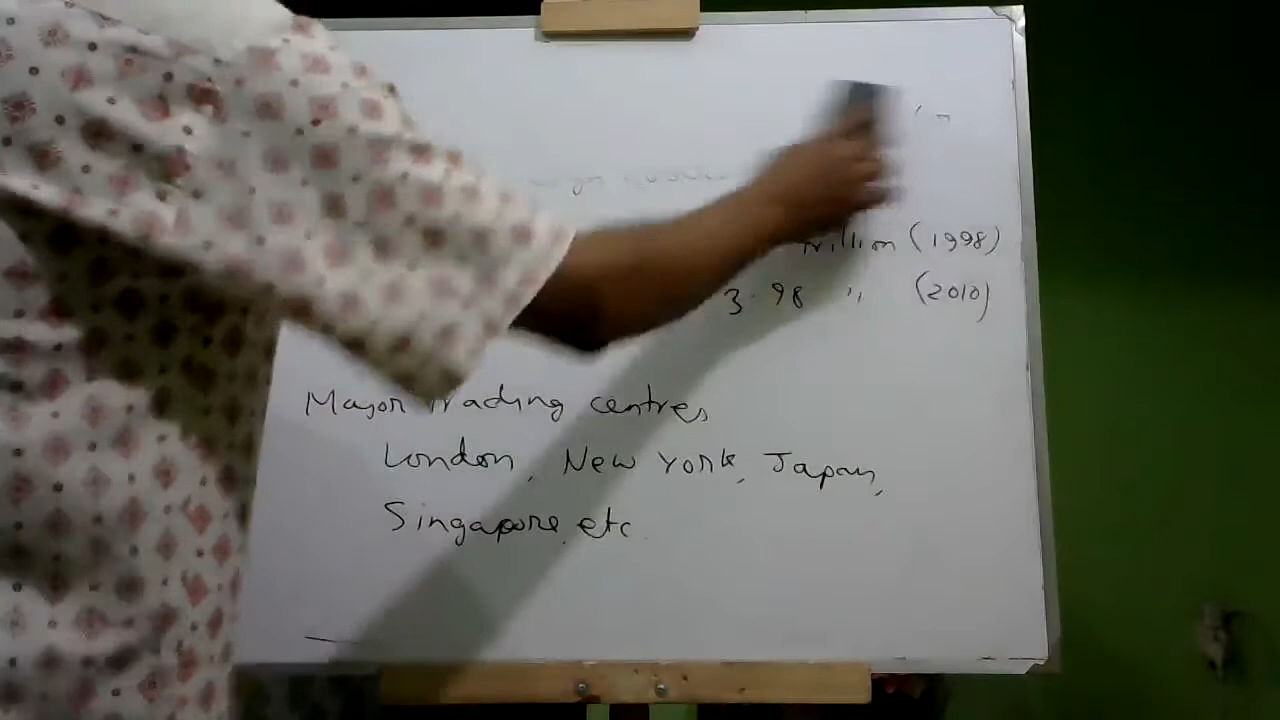 trillion (1998)
3.98 " (2010)
Major Trading centres
London, New York, Japan,
Singapore etc.